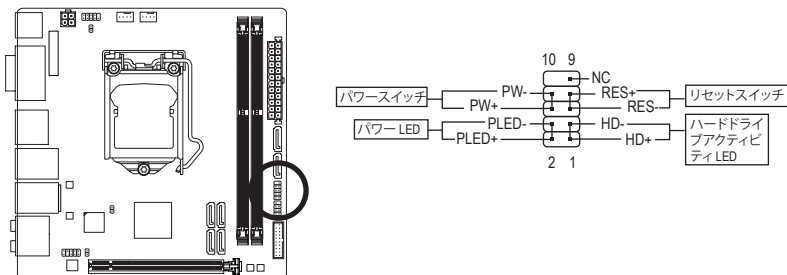 10 9
NC
PW- RES+
パワースイッチ リセットスイッチ
PW+ RES-
PLED- HD-
パワー LED
PLED+ HD+
ハードドライ
ブアクティビ
ティ LED
2 1